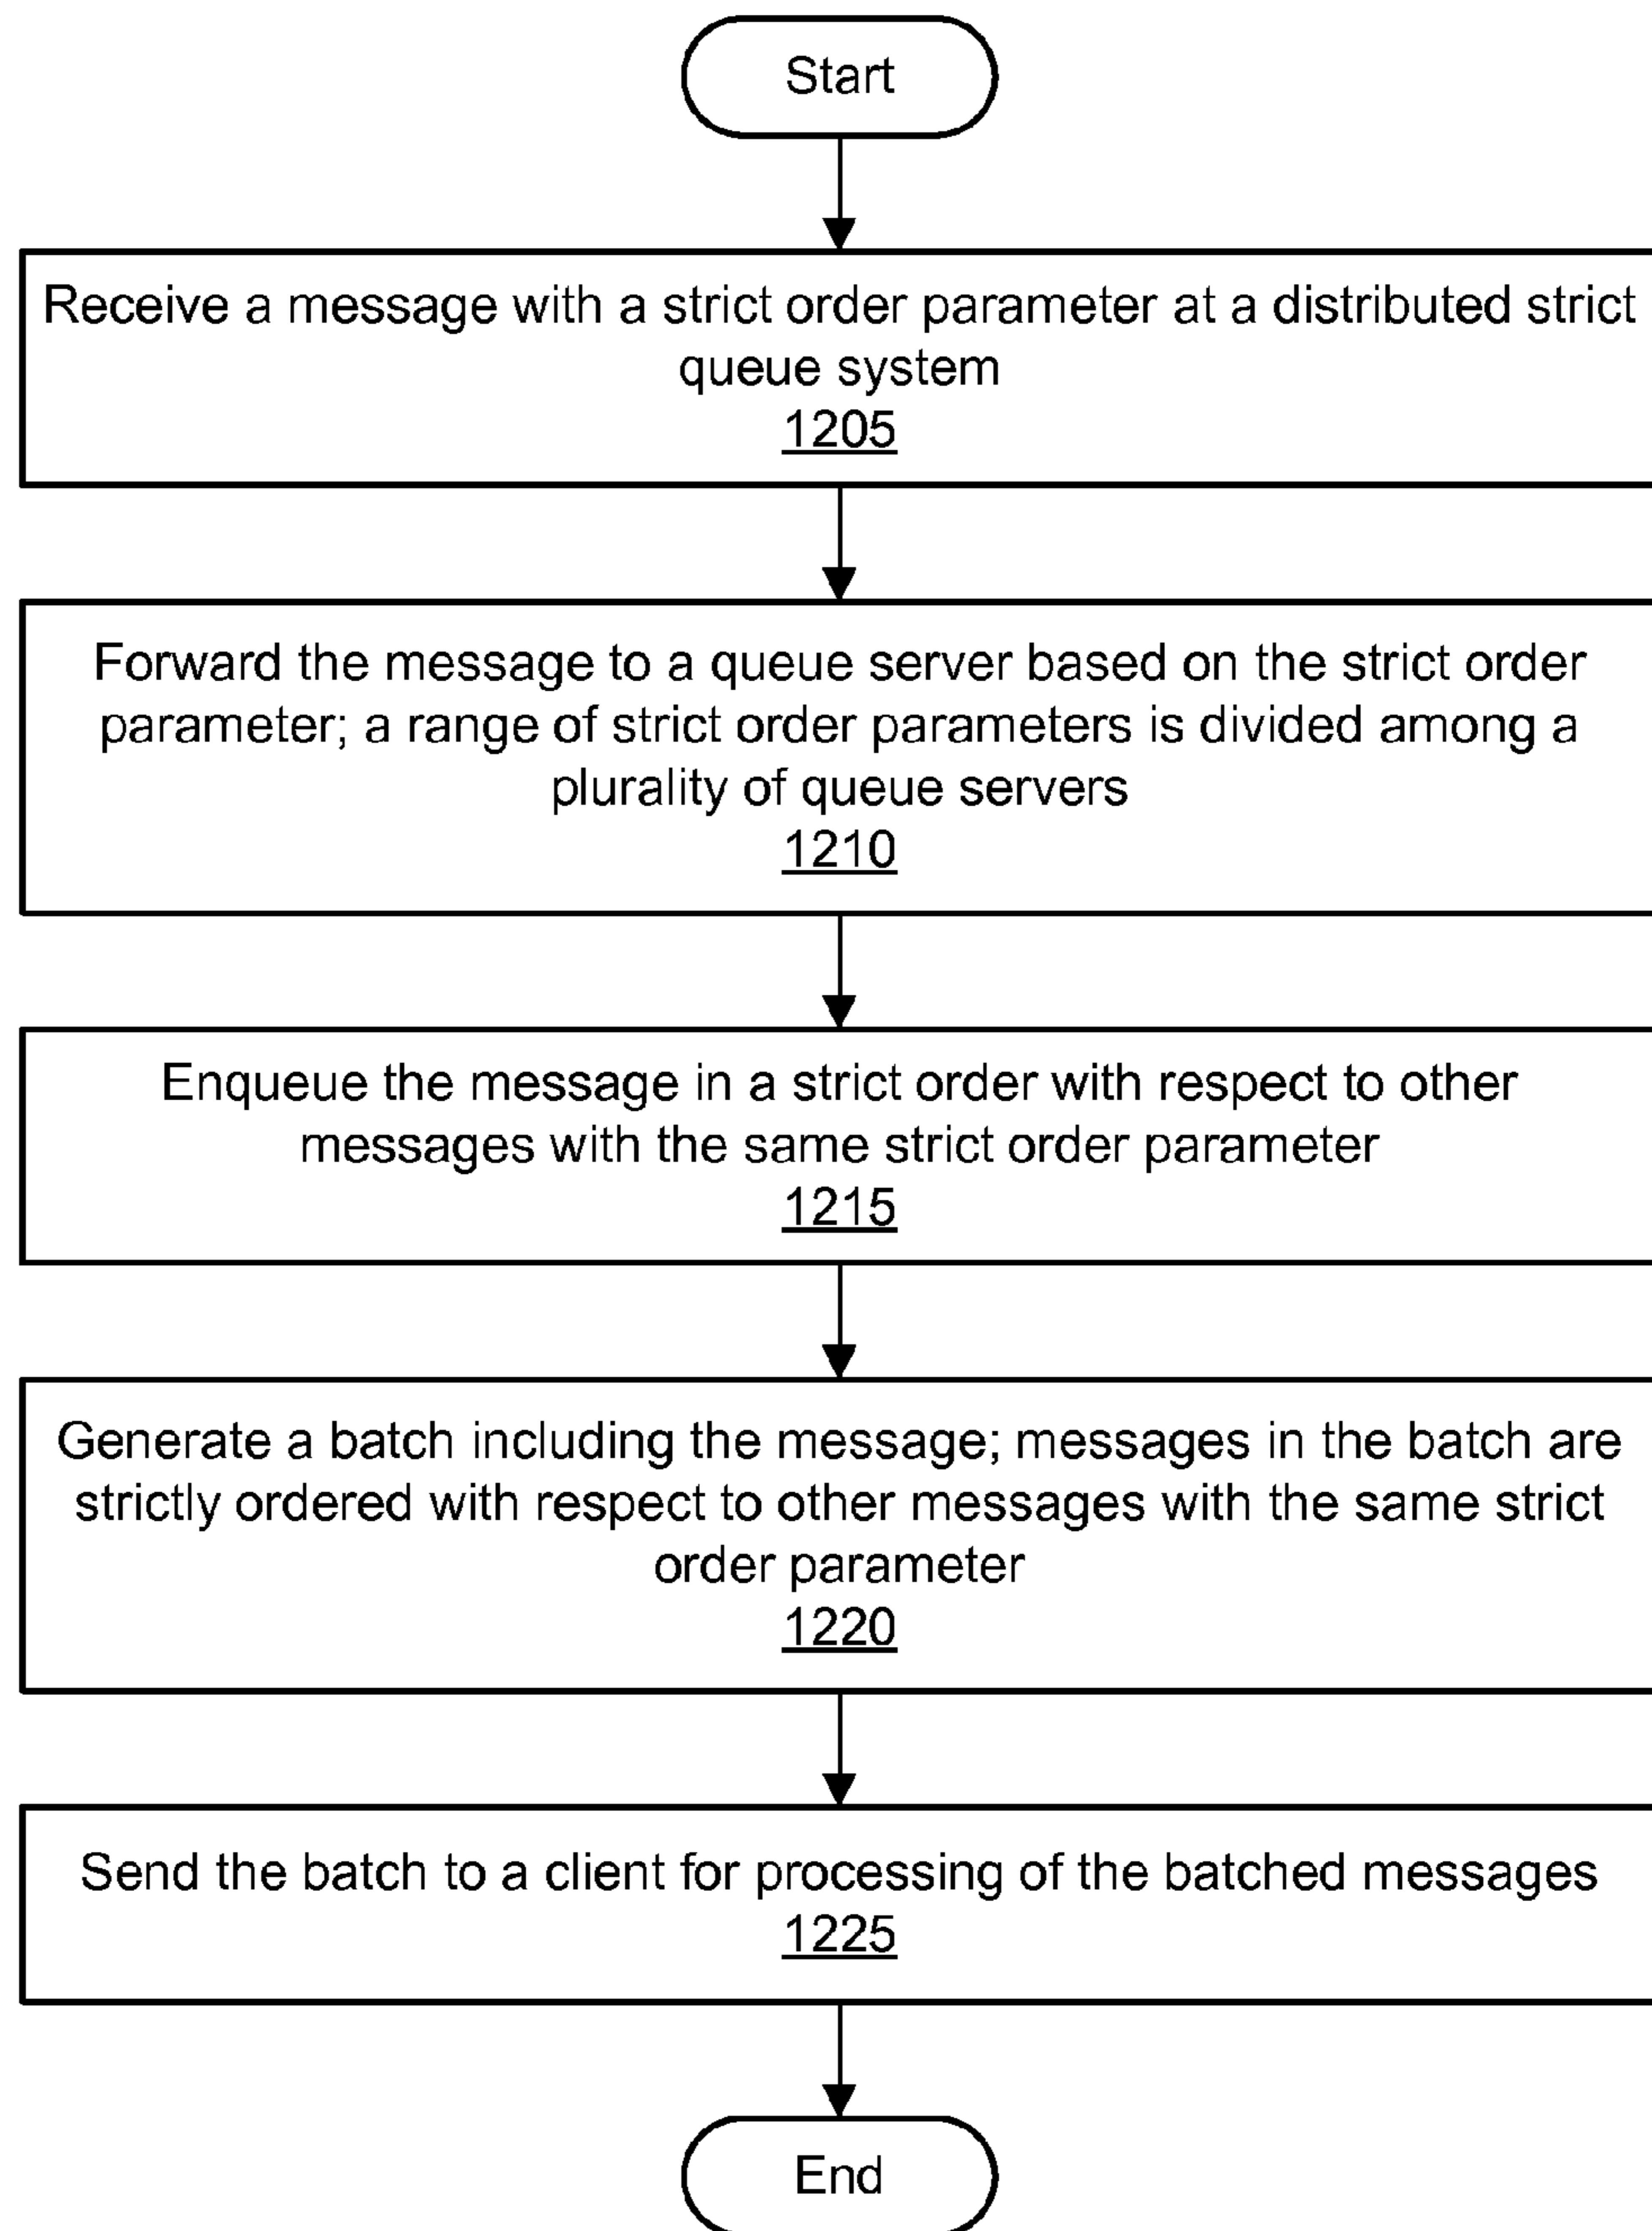 Start
Receive a message with a strict order parameter at a distributed strict
queue system
1205
Forward the message to a queue server based on the strict order
parameter; a range of strict order parameters is divided among a
plurality of queue servers
1210
Enqueue the message in a strict order with respect to other
messages with the same strict order parameter
1215
Generate a batch including the message; messages in the batch are
strictly ordered with respect to other messages with the same strict
order parameter
1220
Send the batch to a client for processing of the batched messages
1225
End